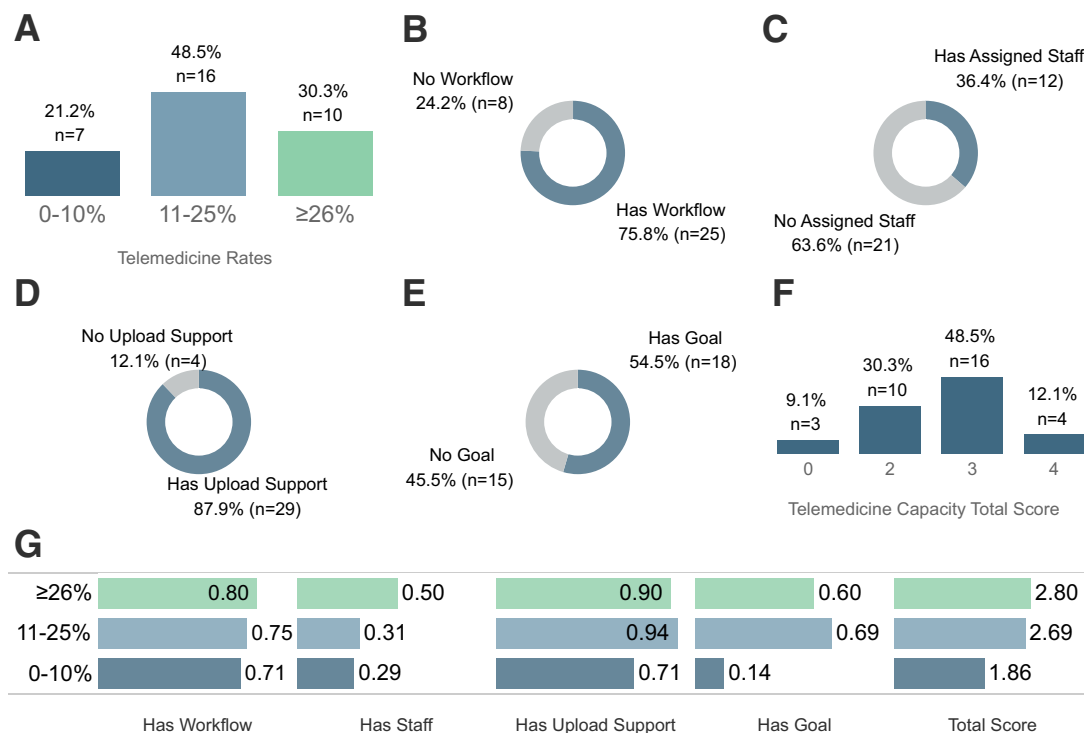 A
21.2%
n=7
48.5%
n=16
30.3%
n=10
0-10%
11-25%
≥26%
Telemedicine Rates
B
No Workflow
24.2% (n=8)
Has Workflow
75.8% (n=25)
C
Has Assigned Staff
36.4% (n=12)
No Assigned Staff
63.6% (n=21)
D
No Upload Support
12.1% (n=4)
Has Upload Support
87.9% (n=29)
E
Has Goal
54.5% (n=18)
No Goal
45.5% (n=15)
F
9.1%
n=3
30.3%
n=10
48.5%
n=16
12.1%
n=4
0 2 3 4
Telemedicine Capacity Total Score
G
≥26% 0.80 0.50 0.90 0.60 2.80
11-25% 0.75 0.31 0.94 0.69 2.69
0-10% 0.71 0.29 0.71 0.14 1.86
Has Workflow Has Staff Has Upload Support Has Goal Total Score